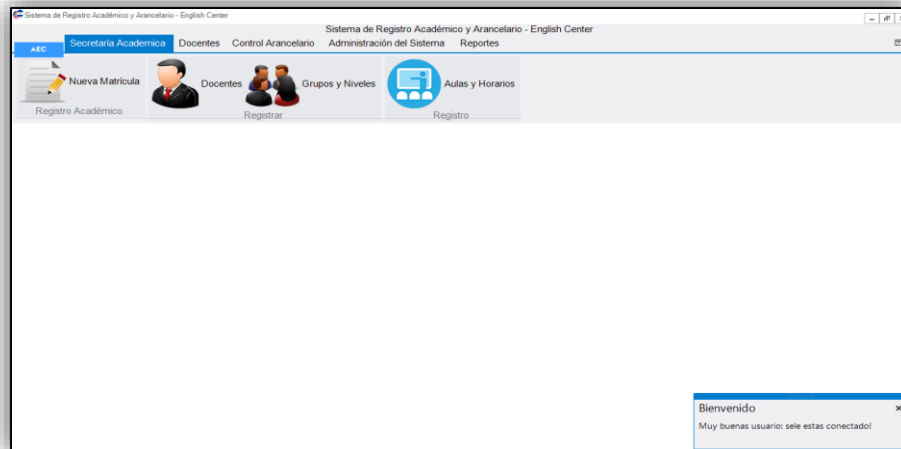 Sistema de Registro Académico y Arancelario - English Center
Sistema de Registro Académico y Arancelario - English Center
AEC Secretaría Academica Docentes Control Arancelario Administración del Sistema Reportes
Nueva Matrícula Docentes Grupos y Niveles Aulas y Horarios
Registro Académico Registrar Registro
Bienvenido
Muy buenas usuario: sele estas conectado!